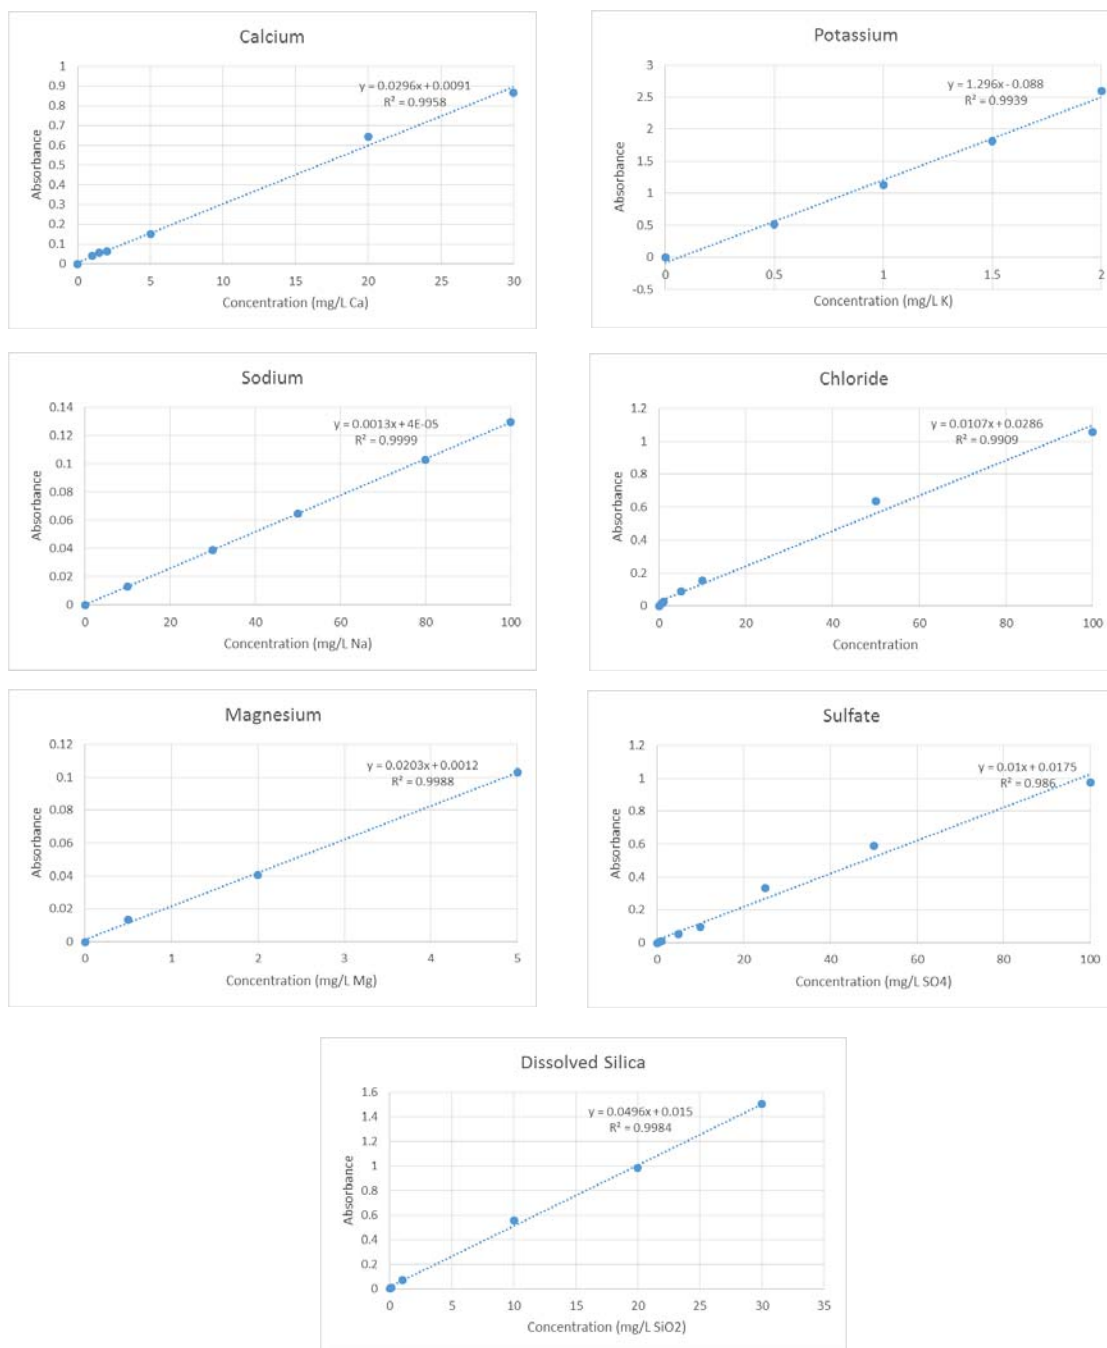 Calcium
y = 0.0296x + 0.0091
R² = 0.9958
1
0.9
0.8
0.7
0.6
0.5
0.4
0.3
0.2
0.1
0
Absorbance
0 5 10 15 20 25 30
Concentration (mg/L Ca)
Potassium
y = 1.296x - 0.088
R² = 0.9939
3
2.5
2
1.5
1
0.5
0
-0.5
Absorbance
0.5 1 1.5 2
Concentration (mg/L K)
Sodium
y = 0.0013x + 4E-05
R² = 0.9999
0.14
0.12
0.1
0.08
0.06
0.04
0.02
0
Absorbance
0 20 40 60 80 100
Concentration (mg/L Na)
Chloride
y = 0.0107x + 0.0286
R² = 0.9909
1.2
1
0.8
0.6
0.4
0.2
0
Absorbance
0 20 40 60 80 100
Concentration
Magnesium
y = 0.0203x + 0.0012
R² = 0.9988
0.12
0.1
0.08
0.06
0.04
0.02
0
Absorbance
0 1 2 3 4 5
Concentration (mg/L Mg)
Sulfate
y = 0.01x + 0.0175
R² = 0.986
1.2
1
0.8
0.6
0.4
0.2
0
Absorbance
0 20 40 60 80 100
Concentration (mg/L SO4)
Dissolved Silica
y = 0.0496x + 0.015
R² = 0.9984
1.6
1.4
1.2
1
0.8
0.6
0.4
0.2
0
Absorbance
0 5 10 15 20 25 30 35
Concentration (mg/L SiO2)